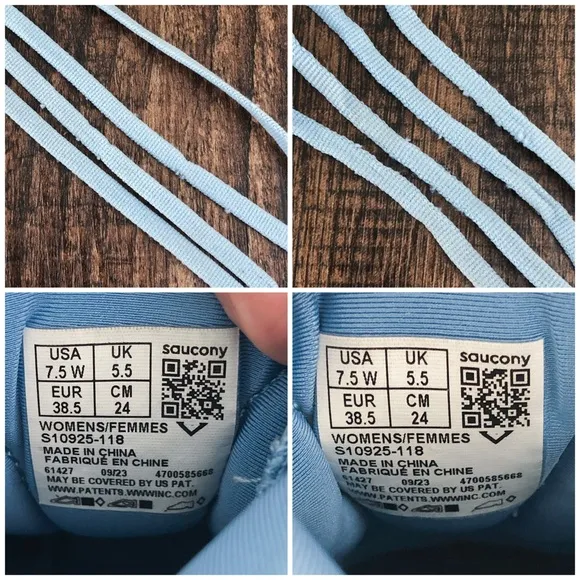 USA UK saucony
7.5 W 5.5
EUR CM
38.5 24
WOMENS/FEMMES
S10925-118
MADE IN CHINA
FABRIQUÉ EN CHINE
61427 09/23 4700585668
MAY BE COVERED BY US PAT.
WWW.PATENTS.WWWINC.COM
USA UK saucony
7.5 W 5.5
EUR CM
38.5 24
WOMENS/FEMMES
S10925-118
MADE IN CHINA
FABRIQUÉ EN CHINE
61427 09/23 4700585668
MAY BE COVERED BY US PAT.
WWW.PATENTS.WWWINC.COM